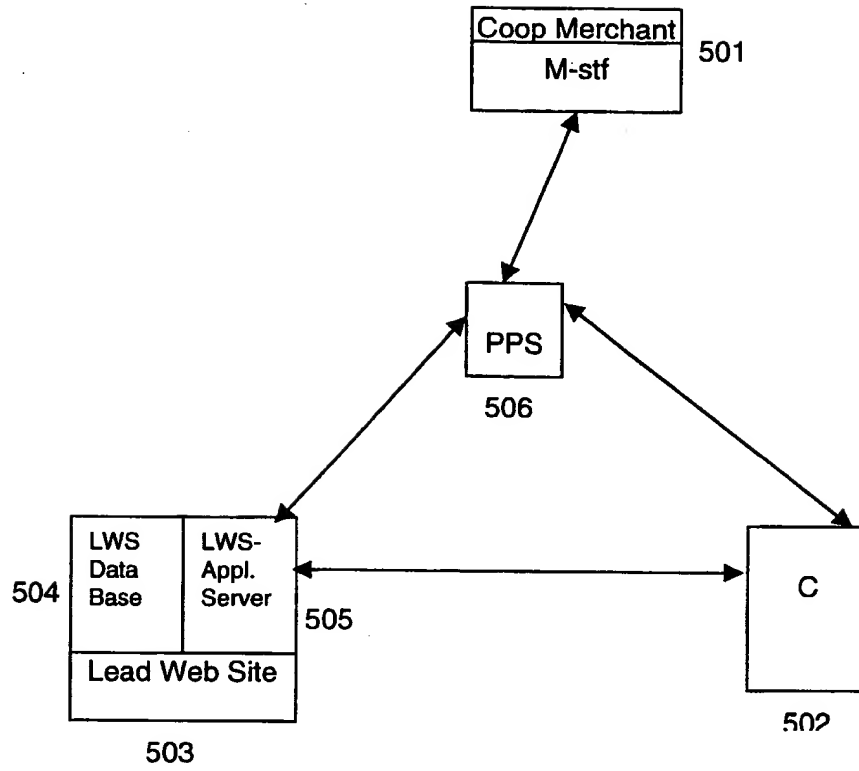 Coop Merchant
M-stf
501
PPS
506
LWS
Data
Base
LWS-
Appl.
Server
504
505
C
Lead Web Site
502
503